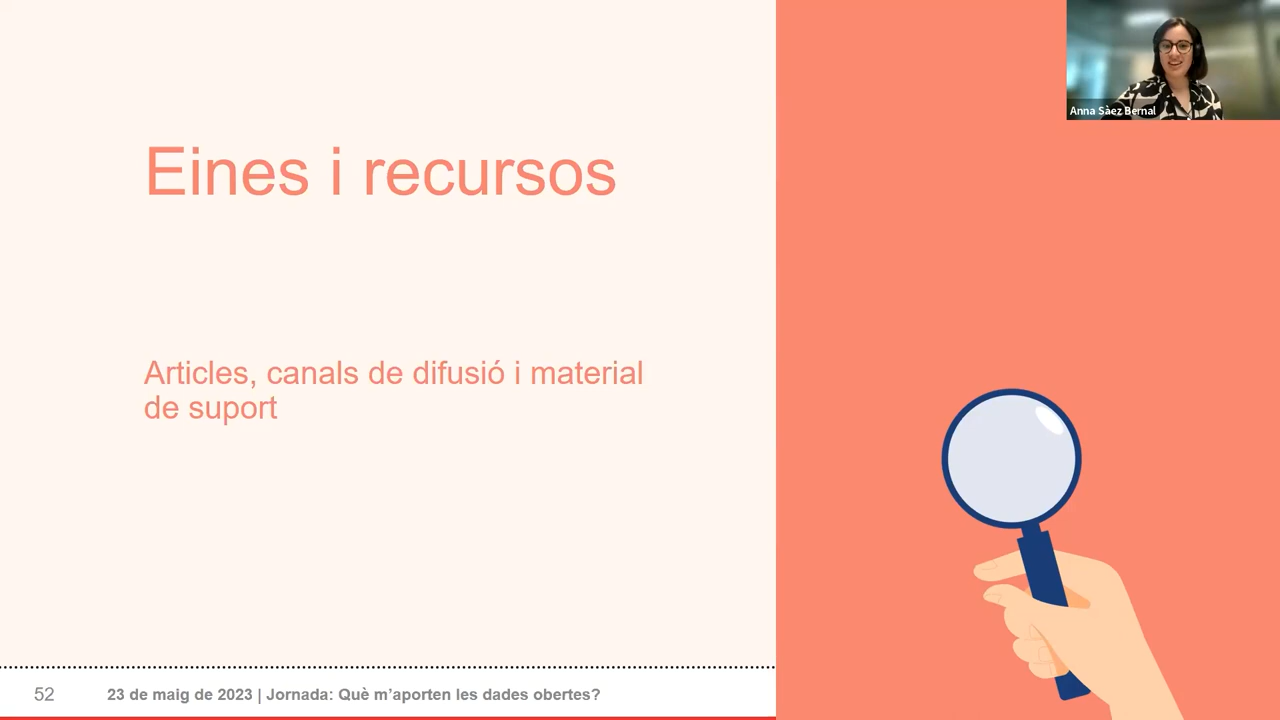 Anna Sàez Bernal
Eines i recursos
Articles, canals de difusió i material
de suport
52
23 de maig de 2023 | Jornada: Què m’aporten les dades obertes?